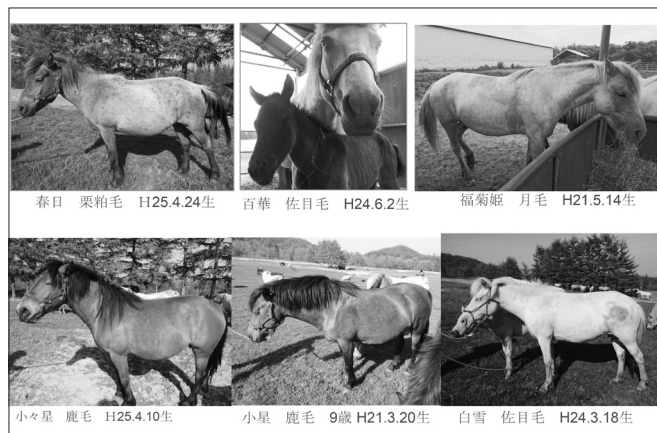 春日　栗粕毛　H25.4.24生
百華　佐目毛　H24.6.2生
福菊姫　月毛　H21.5.14生
小々星　鹿毛　H25.4.10生
小星　鹿毛　9歳 H21.3.20生
白雪　佐目毛　H24.3.18生